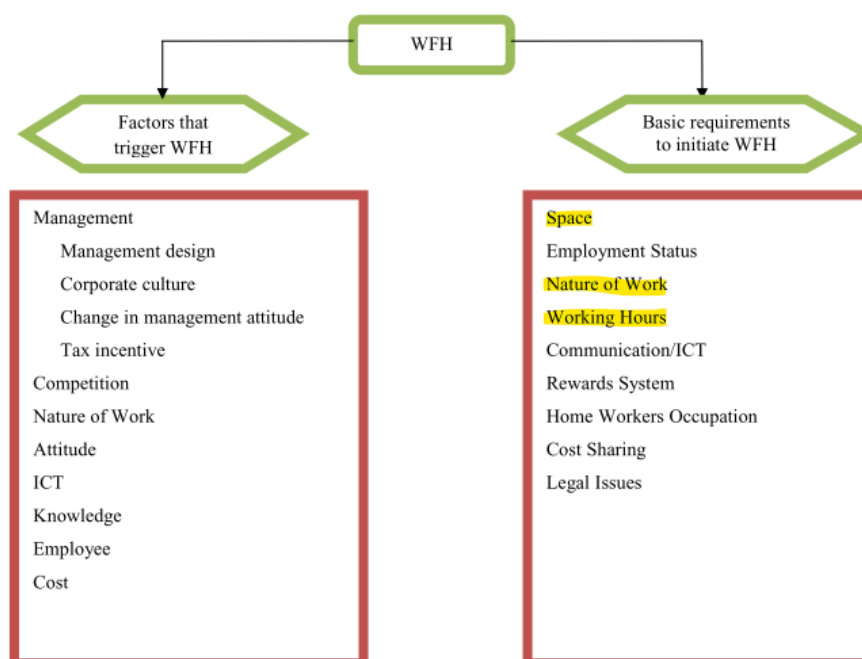 WFH
Factors that
trigger WFH
Basic requirements
to initiate WFH
Management
Management design
Corporate culture
Change in management attitude
Tax incentive
Competition
Nature of Work
Attitude
ICT
Knowledge
Employee
Cost
Space
Employment Status
Nature of Work
Working Hours
Communication/ICT
Rewards System
Home Workers Occupation
Cost Sharing
Legal Issues